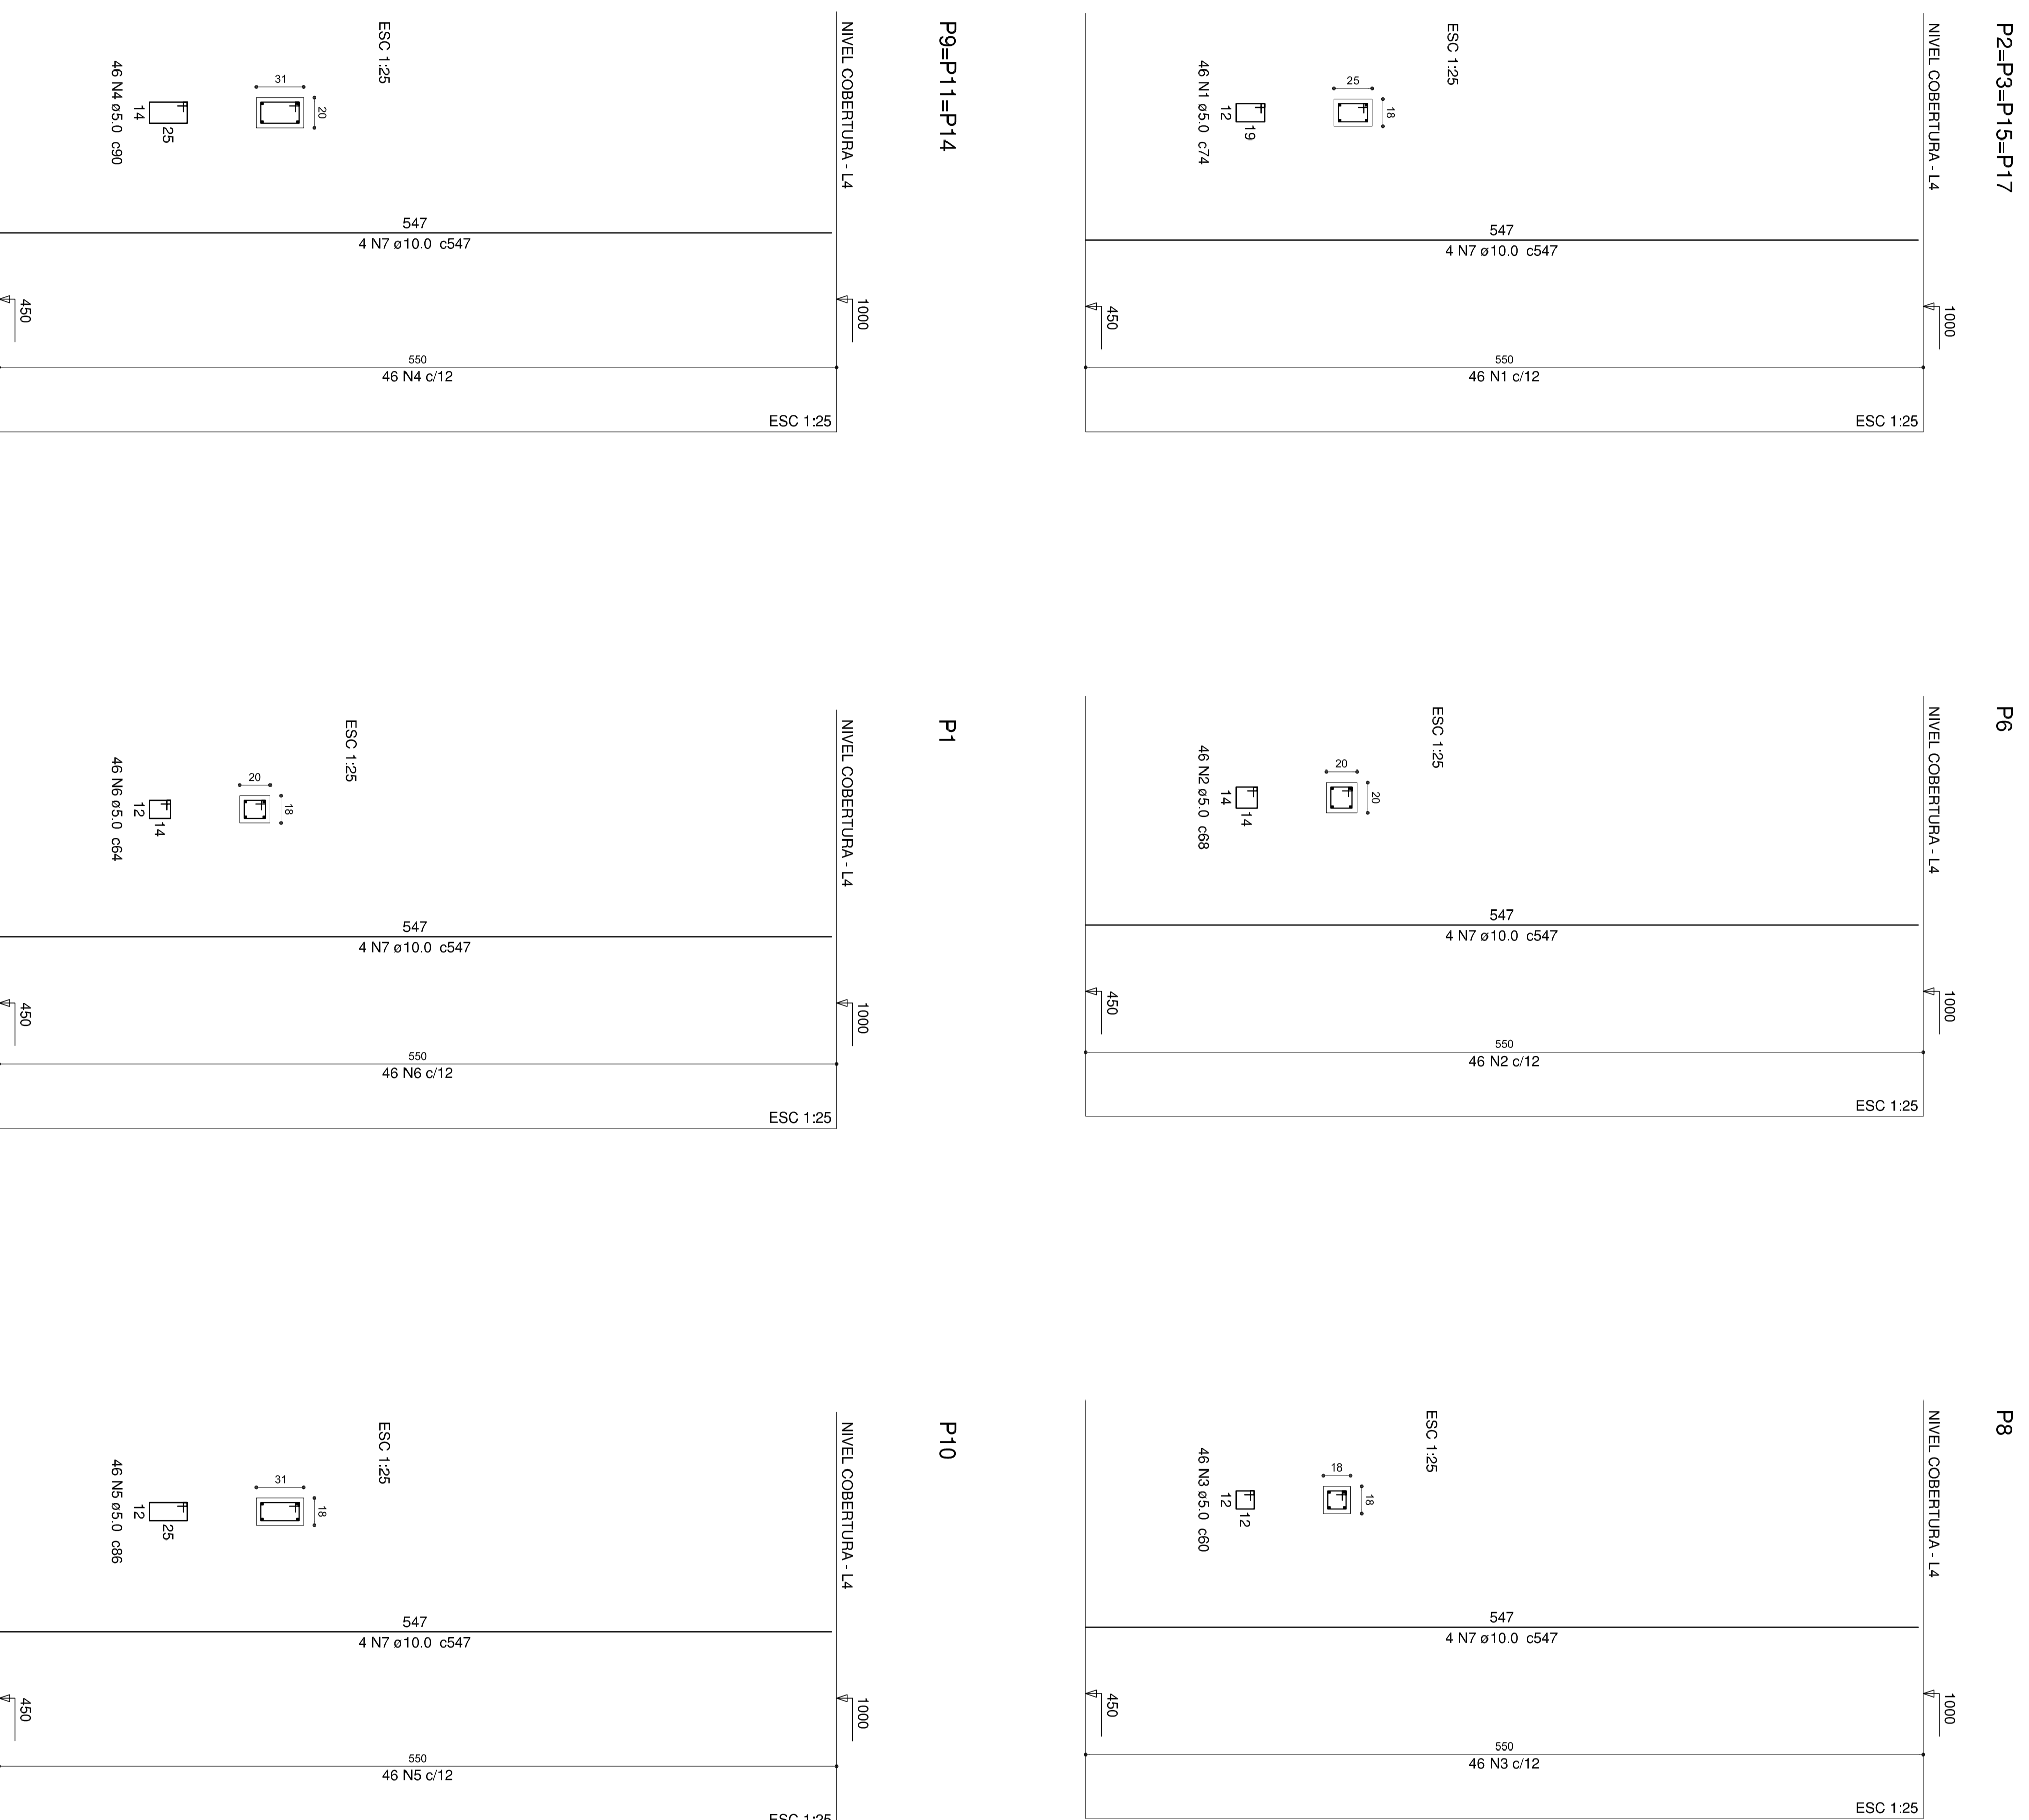 P2=P3=P15=P17
NIVEL COBERTURA - L4
1000
ESC 1:25
25
18
19
12
46 N1 ø5.0 c74
547
4 N7 ø10.0 c547
450
550
46 N1 c/12
ESC 1:25
P6
NIVEL COBERTURA - L4
1000
ESC 1:25
20
20
14
14
46 N2 ø5.0 c68
547
4 N7 ø10.0 c547
450
550
46 N2 c/12
ESC 1:25
P8
NIVEL COBERTURA - L4
1000
ESC 1:25
18
18
12
12
46 N3 ø5.0 c60
547
4 N7 ø10.0 c547
450
550
46 N3 c/12
ESC 1:25
P9=P11=P14
NIVEL COBERTURA - L4
1000
ESC 1:25
31
20
25
14
46 N4 ø5.0 c90
547
4 N7 ø10.0 c547
450
550
46 N4 c/12
ESC 1:25
P1
NIVEL COBERTURA - L4
1000
ESC 1:25
20
18
14
12
46 N6 ø5.0 c64
547
4 N7 ø10.0 c547
450
550
46 N6 c/12
ESC 1:25
P10
NIVEL COBERTURA - L4
1000
ESC 1:25
31
18
25
12
46 N5 ø5.0 c86
547
4 N7 ø10.0 c547
450
550
46 N5 c/12
ESC 1:25